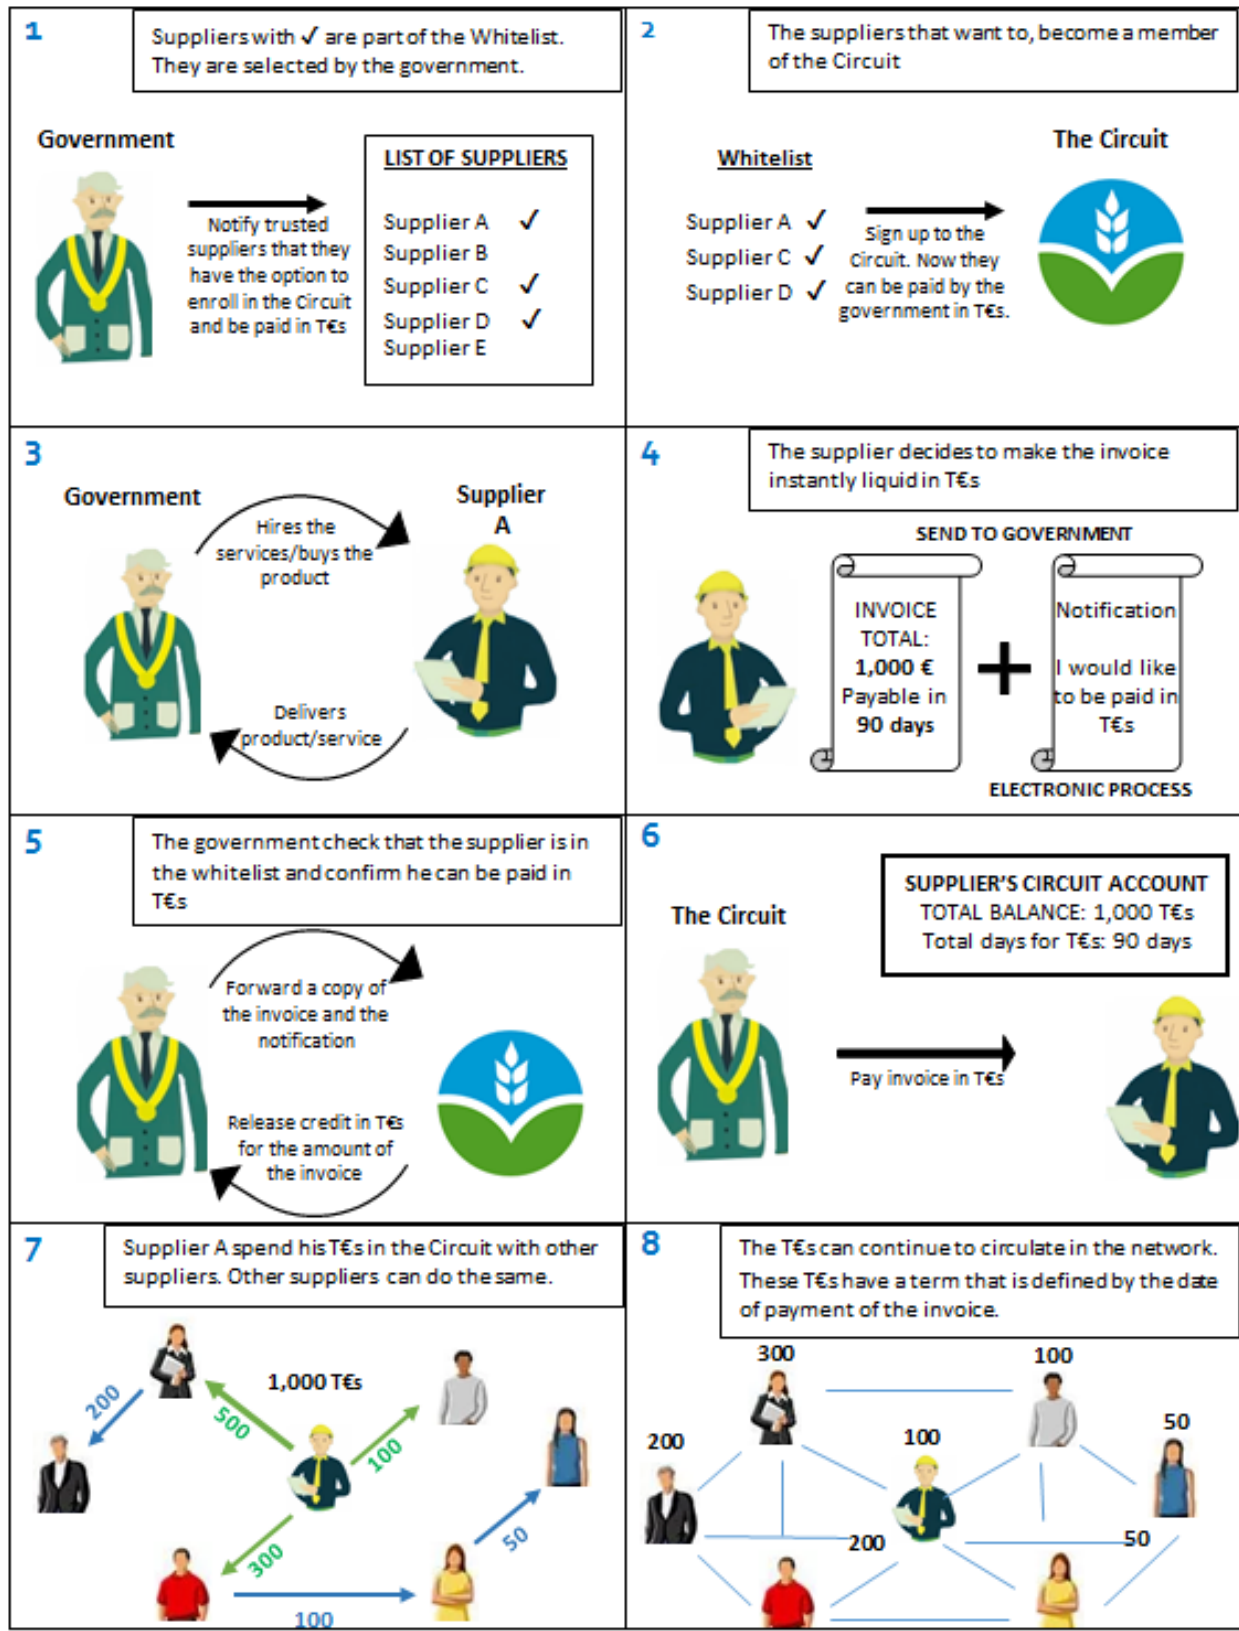 1
Suppliers with ✓ are part of the Whitelist.
They are selected by the government.
Government
Notify trusted
suppliers that they
have the option to
enroll in the Circuit
and be paid in T€s
LIST OF SUPPLIERS
Supplier A ✓
Supplier B
Supplier C ✓
Supplier D ✓
Supplier E
2
The suppliers that want to, become a member
of the Circuit
Whitelist
Supplier A ✓
Supplier C ✓
Supplier D ✓
Sign up to the
Circuit. Now they
can be paid by the
government in T€s.
The Circuit
3
Government
Supplier
A
Hires the
services/buys the
product
Delivers
product/service
4
The supplier decides to make the invoice
instantly liquid in T€s
SEND TO GOVERNMENT
INVOICE
TOTAL:
1,000 €
Payable in
90 days
+
Notification
I would like
to be paid in
T€s
ELECTRONIC PROCESS
5
The government check that the supplier is in
the whitelist and confirm he can be paid in
T€s
Forward a copy of
the invoice and the
notification
Release credit in T€s
for the amount of
the invoice
6
The Circuit
SUPPLIER'S CIRCUIT ACCOUNT
TOTAL BALANCE: 1,000 T€s
Total days for T€s: 90 days
Pay invoice in T€s
7
Supplier A spend his T€s in the Circuit with other
suppliers. Other suppliers can do the same.
1,000 T€s
200
500
100
50
300
100
8
The T€s can continue to circulate in the network.
These T€s have a term that is defined by the date
of payment of the invoice.
300
100
200
100
50
200
50